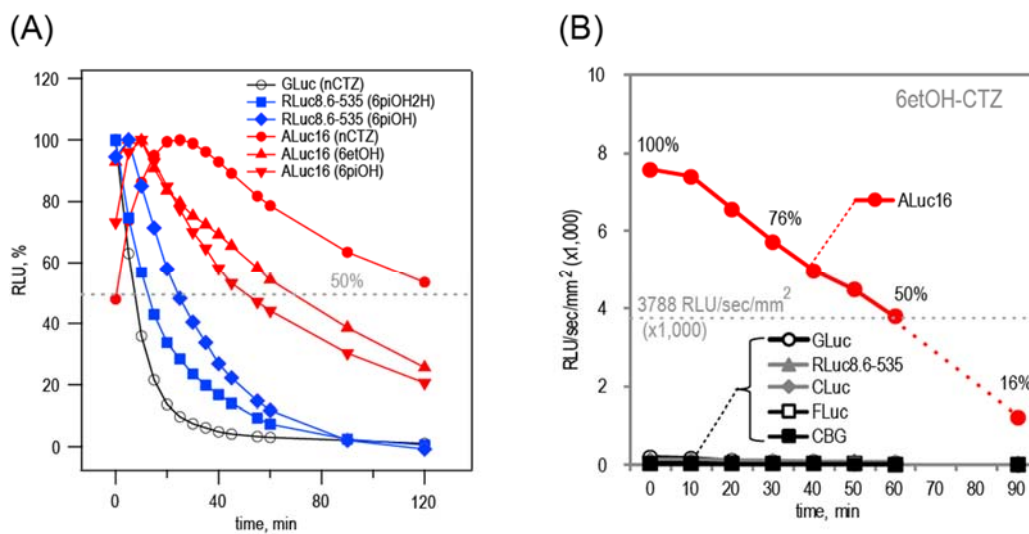 (A)
120
100
80
60
40
20
0
RLU, %
GLuc (nCTZ)
RLuc8.6-535 (6piOH2H)
RLuc8.6-535 (6piOH)
ALuc16 (nCTZ)
ALuc16 (6etOH)
ALuc16 (6piOH)
50%
0 40 80 120
time, min
(B)
10
8
6
4
2
0
RLU/sec/mm² (x1,000)
6etOH-CTZ
100%
76%
ALuc16
50%
3788 RLU/sec/mm²
(x1,000)
GLuc
RLuc8.6-535
CLuc
FLuc
CBG
16%
0 10 20 30 40 50 60 70 80 90
time, min